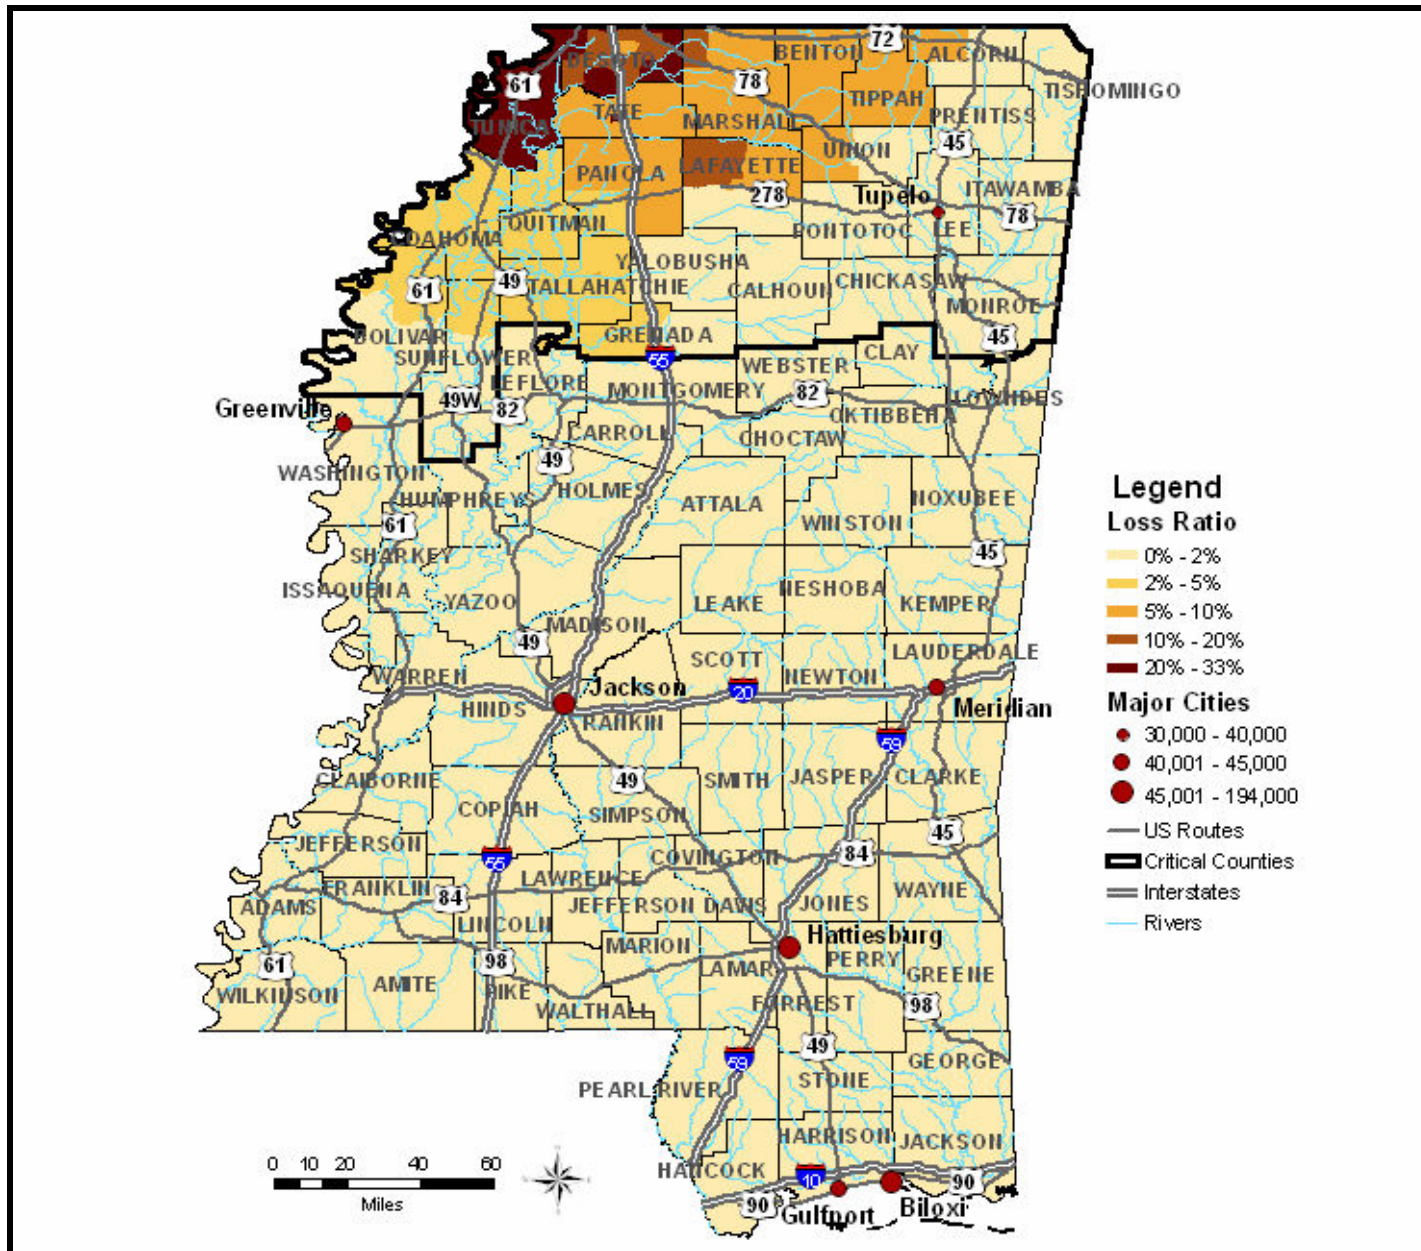 72
BENTON
ALCORN
DESOTO
61
78
TISHOMINGO
TIPPAH
TATE
TUNICA
MARSHALL
PRENTISS
45
UNION
PANOLA
LAFAYETTE
278
Tupelo
ITAWAMBA
78
QUITMAN
COAHOMA
PONTOTOC
LEE
YALOBUSHA
49
61
TALLAHATCHIE
CALHOUN
CHICKASAW
MONROE
BOLIVAR
GRENADA
45
SUNFLOWER
55
WEBSTER
CLAY
LEFLORE
MONTGOMERY
82
49W
82
LOWNDES
Greenville
OKTIBBEHA
CARROLL
CHOCTAW
49
WASHINGTON
HUMPHREYS
HOLMES
ATTALA
NOXUBEE
61
WINSTON
SHARKEY
45
ISSAQUENA
YAZOO
LEAKE
NESHOBA
KEMPER
MADISON
49
SCOTT
LAUDERDALE
WARREN
NEWTON
Jackson
20
HINDS
RANKIN
Meridian
59
CLAIBORNE
49
SMITH
JASPER
CLARKE
COPIAH
SIMPSON
45
JEFFERSON
55
COVINGTON
84
FRANKLIN
LAWRENCE
WAYNE
ADAMS
84
JEFFERSON DAVIS
JONES
LINCOLN
Hattiesburg
MARION
61
98
LAMAR
PERRY
GREENE
WILKINSON
AMITE
PIKE
WALTHALL
FORREST
98
49
59
GEORGE
PEARL RIVER
STONE
HARRISON
JACKSON
HANCOCK
10
90
90
Gulfport
Biloxi
0 10 20 40 60
Miles
Legend
Loss Ratio
0% - 2%
2% - 5%
5% - 10%
10% - 20%
20% - 33%
Major Cities
30,000 - 40,000
40,001 - 45,000
45,001 - 194,000
US Routes
Critical Counties
Interstates
Rivers